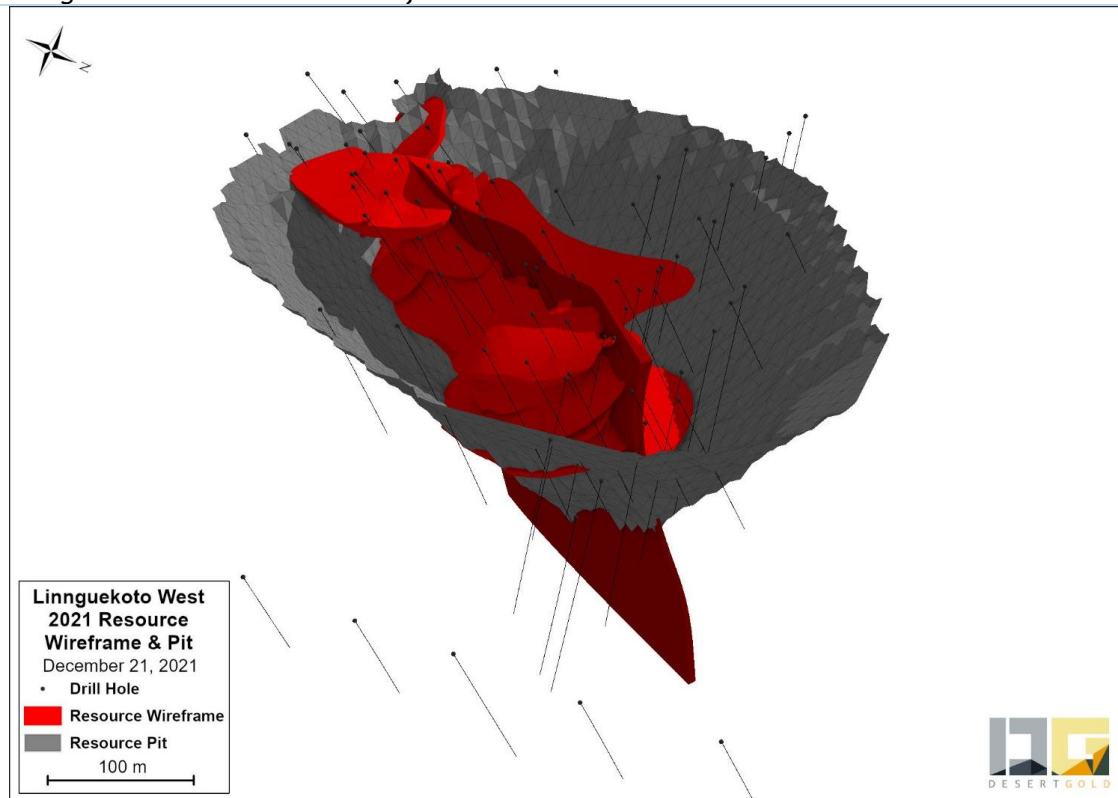 N
Linnguekoto West
2021 Resource
Wireframe & Pit
December 21, 2021
Drill Hole
Resource Wireframe
Resource Pit
100 m
DESERTGOLD